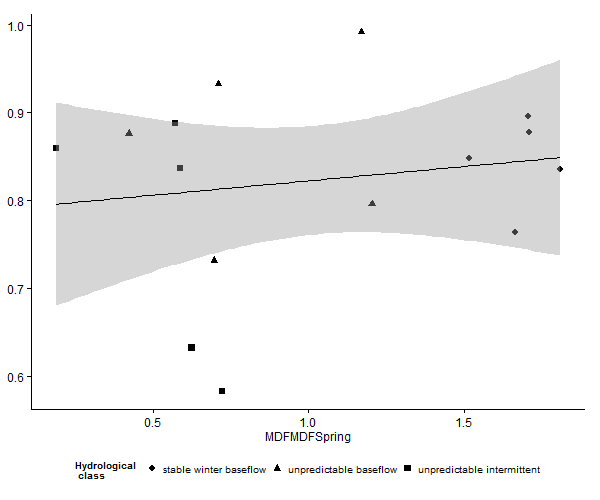 1.0
0.9
0.8
0.7
0.6
0.5 1.0 1.5
MDFMDFSpring
Hydrological
class
stable winter baseflow unpredictable baseflow unpredictable intermittent